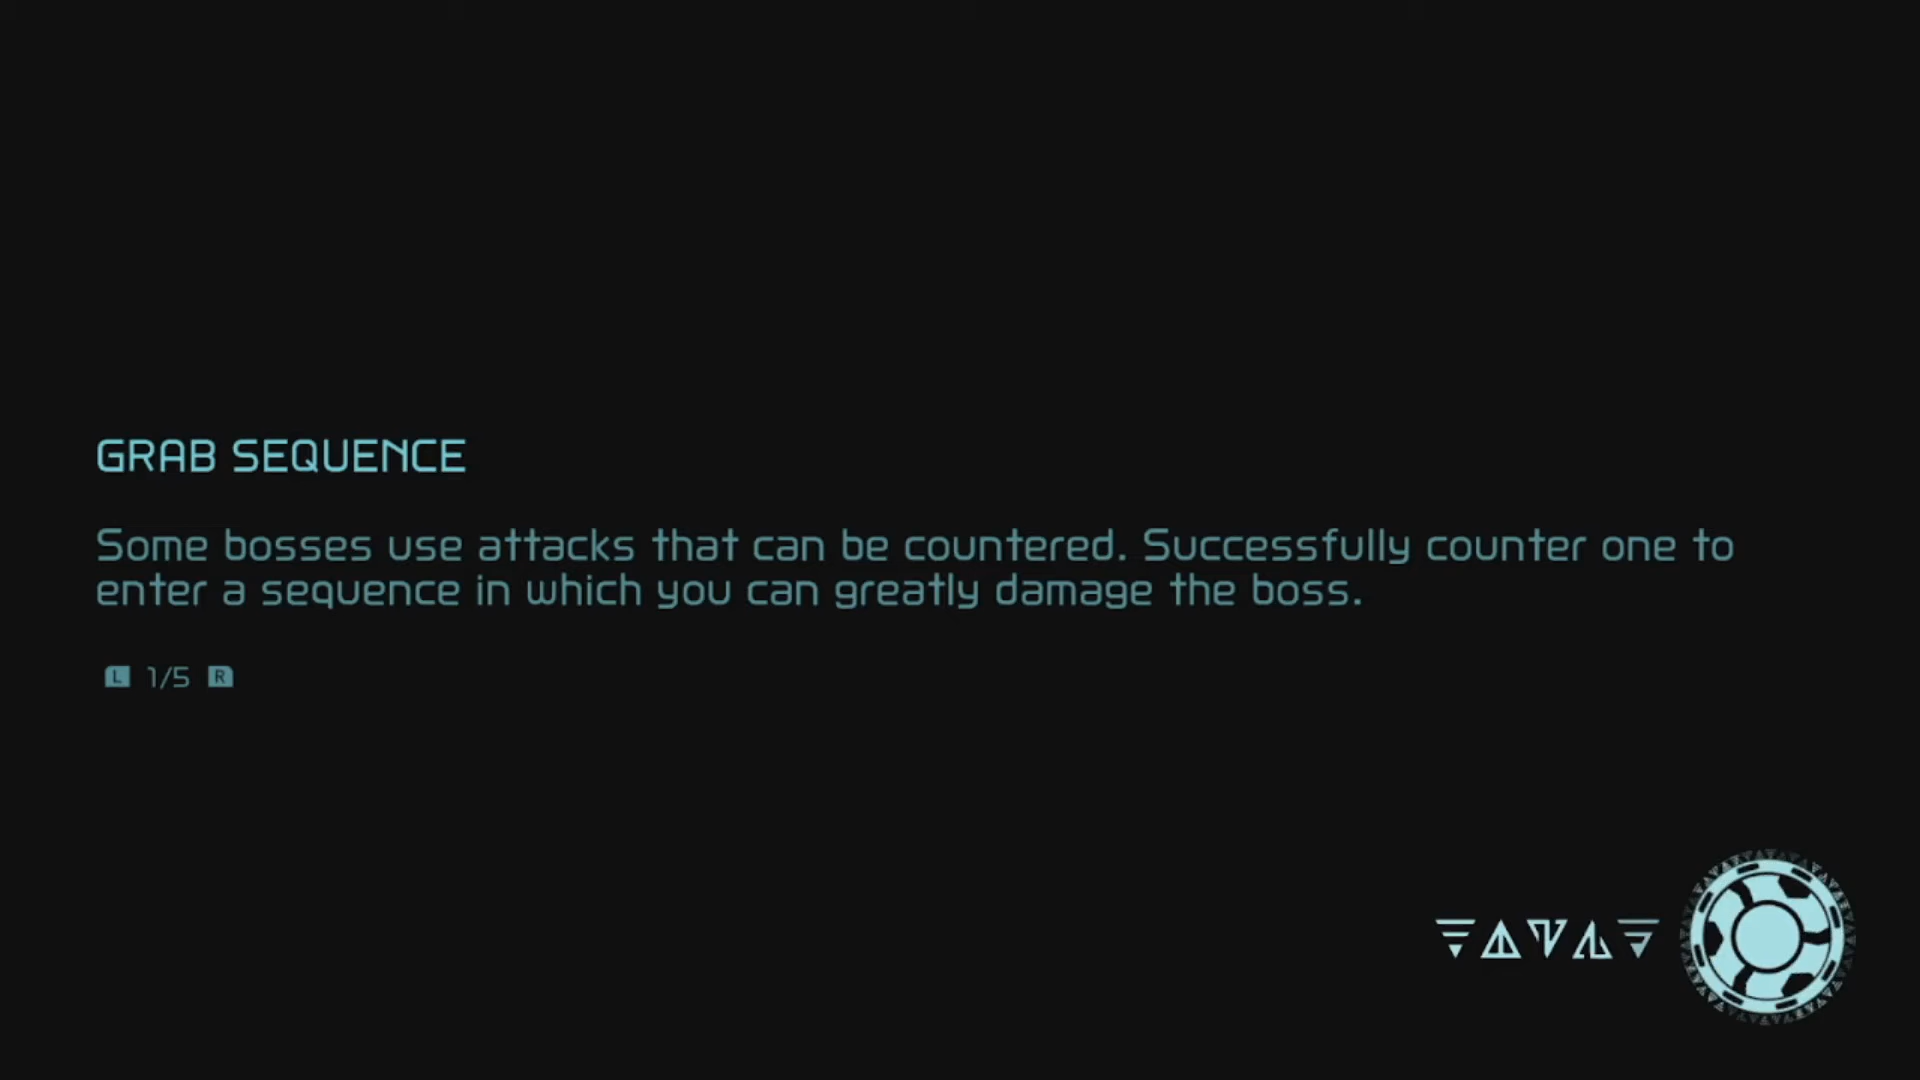 GRAB SEQUENCE
Some bosses use attacks that can be countered. Successfully counter one to
enter a sequence in which you can greatly damage the boss.
L 1/5 R